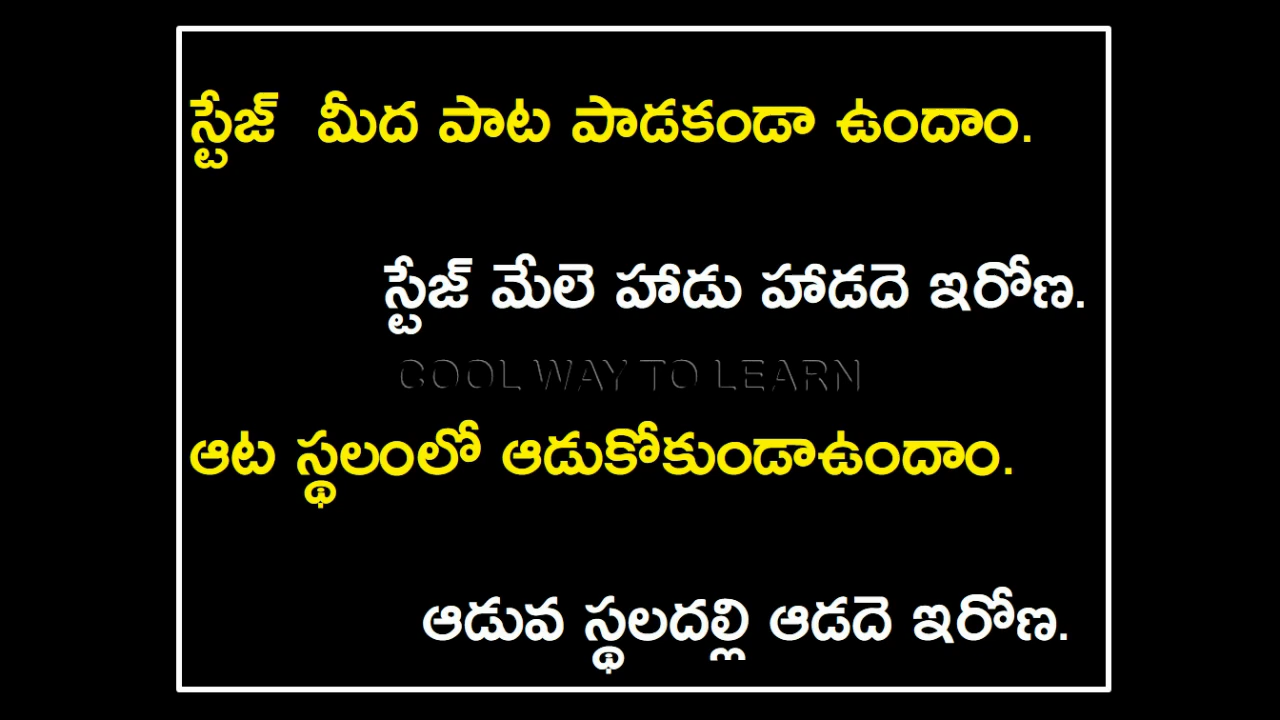 స్టేజ్ మీద పాట పాడకండా ఉందాం.
స్టేజ్ మేలె హాడు హాడదె ఇరోణ.
COOL WAY TO LEARN
ఆట స్థలంలో ఆడుకోకుండాఉందాం.
ఆడువ స్థలదల్లి ఆడదె ఇరోణ.